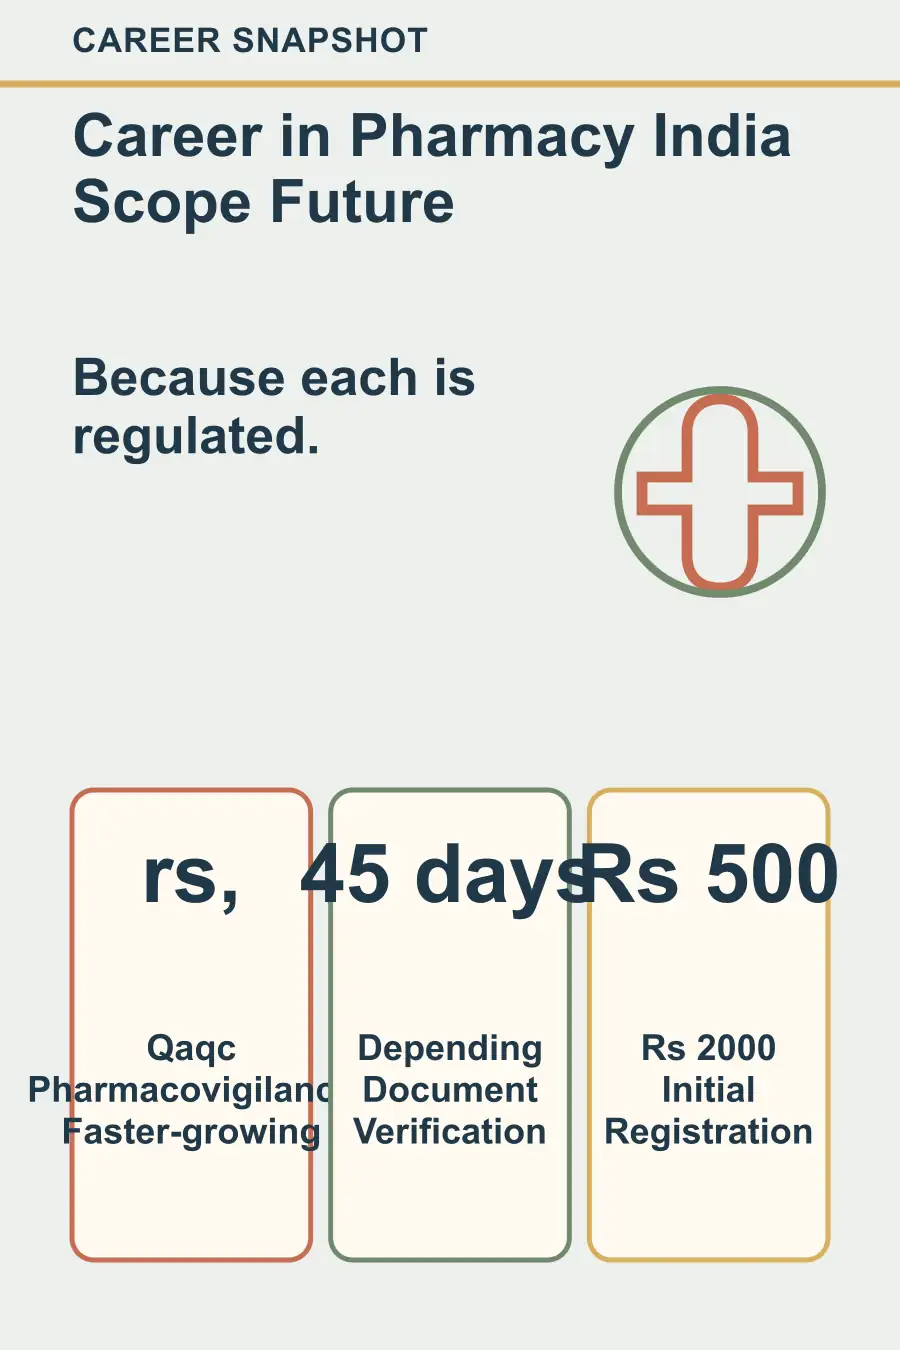 CAREER SNAPSHOT
Career in Pharmacy India
Scope Future
Because each is
regulated.
rs,
45 days
Rs 500
Qaqc
Pharmacovigilanc
Faster-growing
Depending
Document
Verification
Rs 2000
Initial
Registration